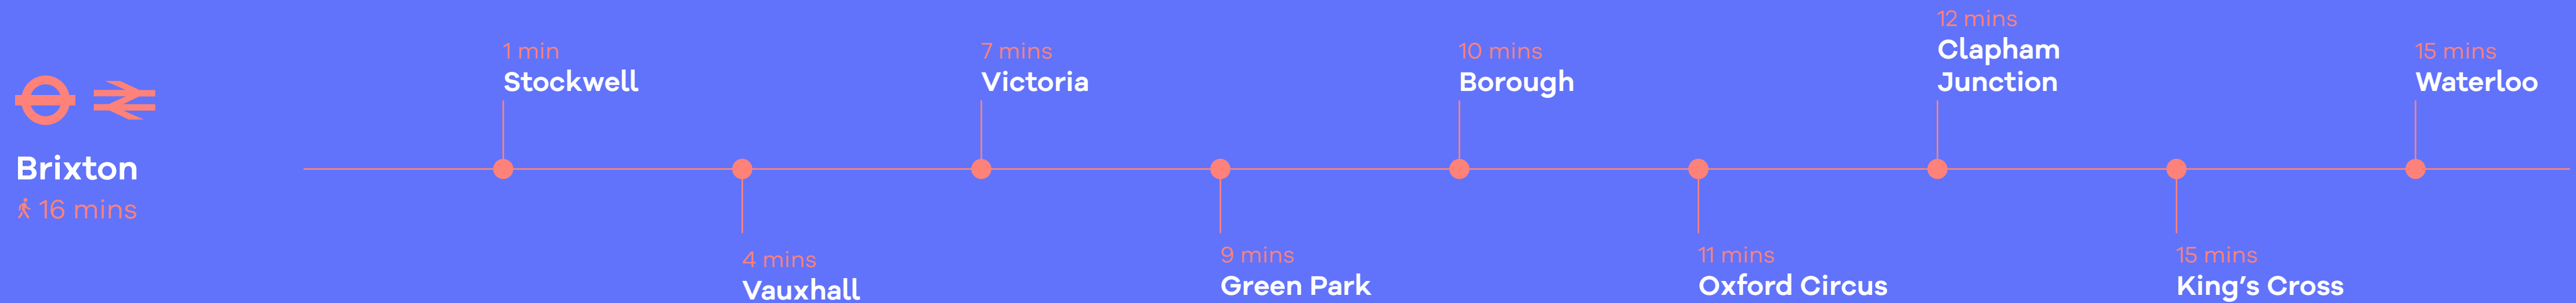 Brixton
16 mins
1 min
Stockwell
4 mins
Vauxhall
7 mins
Victoria
9 mins
Green Park
10 mins
Borough
11 mins
Oxford Circus
12 mins
Clapham
Junction
15 mins
King’s Cross
15 mins
Waterloo